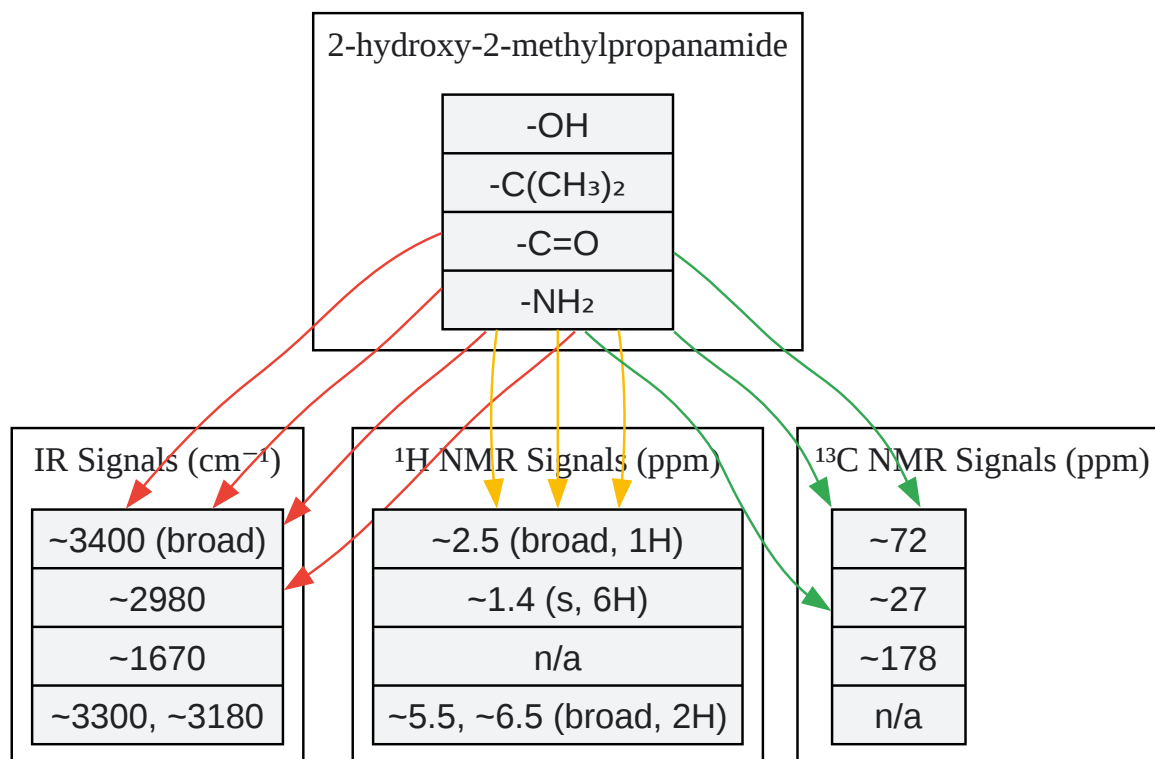 2-hydroxy-2-methylpropanamide
-OH
-C(CH₃)₂
-C=O
-NH₂
IR Signals (cm⁻¹)
~3400 (broad)
~2980
~1670
~3300, ~3180
¹H NMR Signals (ppm)
~2.5 (broad, 1H)
~1.4 (s, 6H)
n/a
~5.5, ~6.5 (broad, 2H)
¹³C NMR Signals (ppm)
~72
~27
~178
n/a